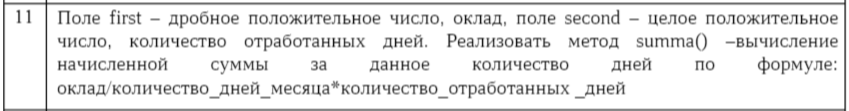 11 Поле first – дробное положительное число, оклад, поле second – целое положительное
число, количество отработанных дней. Реализовать метод summa() –вычисление
начисленной суммы за данное количество дней по формуле:
оклад/количество_дней_месяца*количество_отработанных _дней